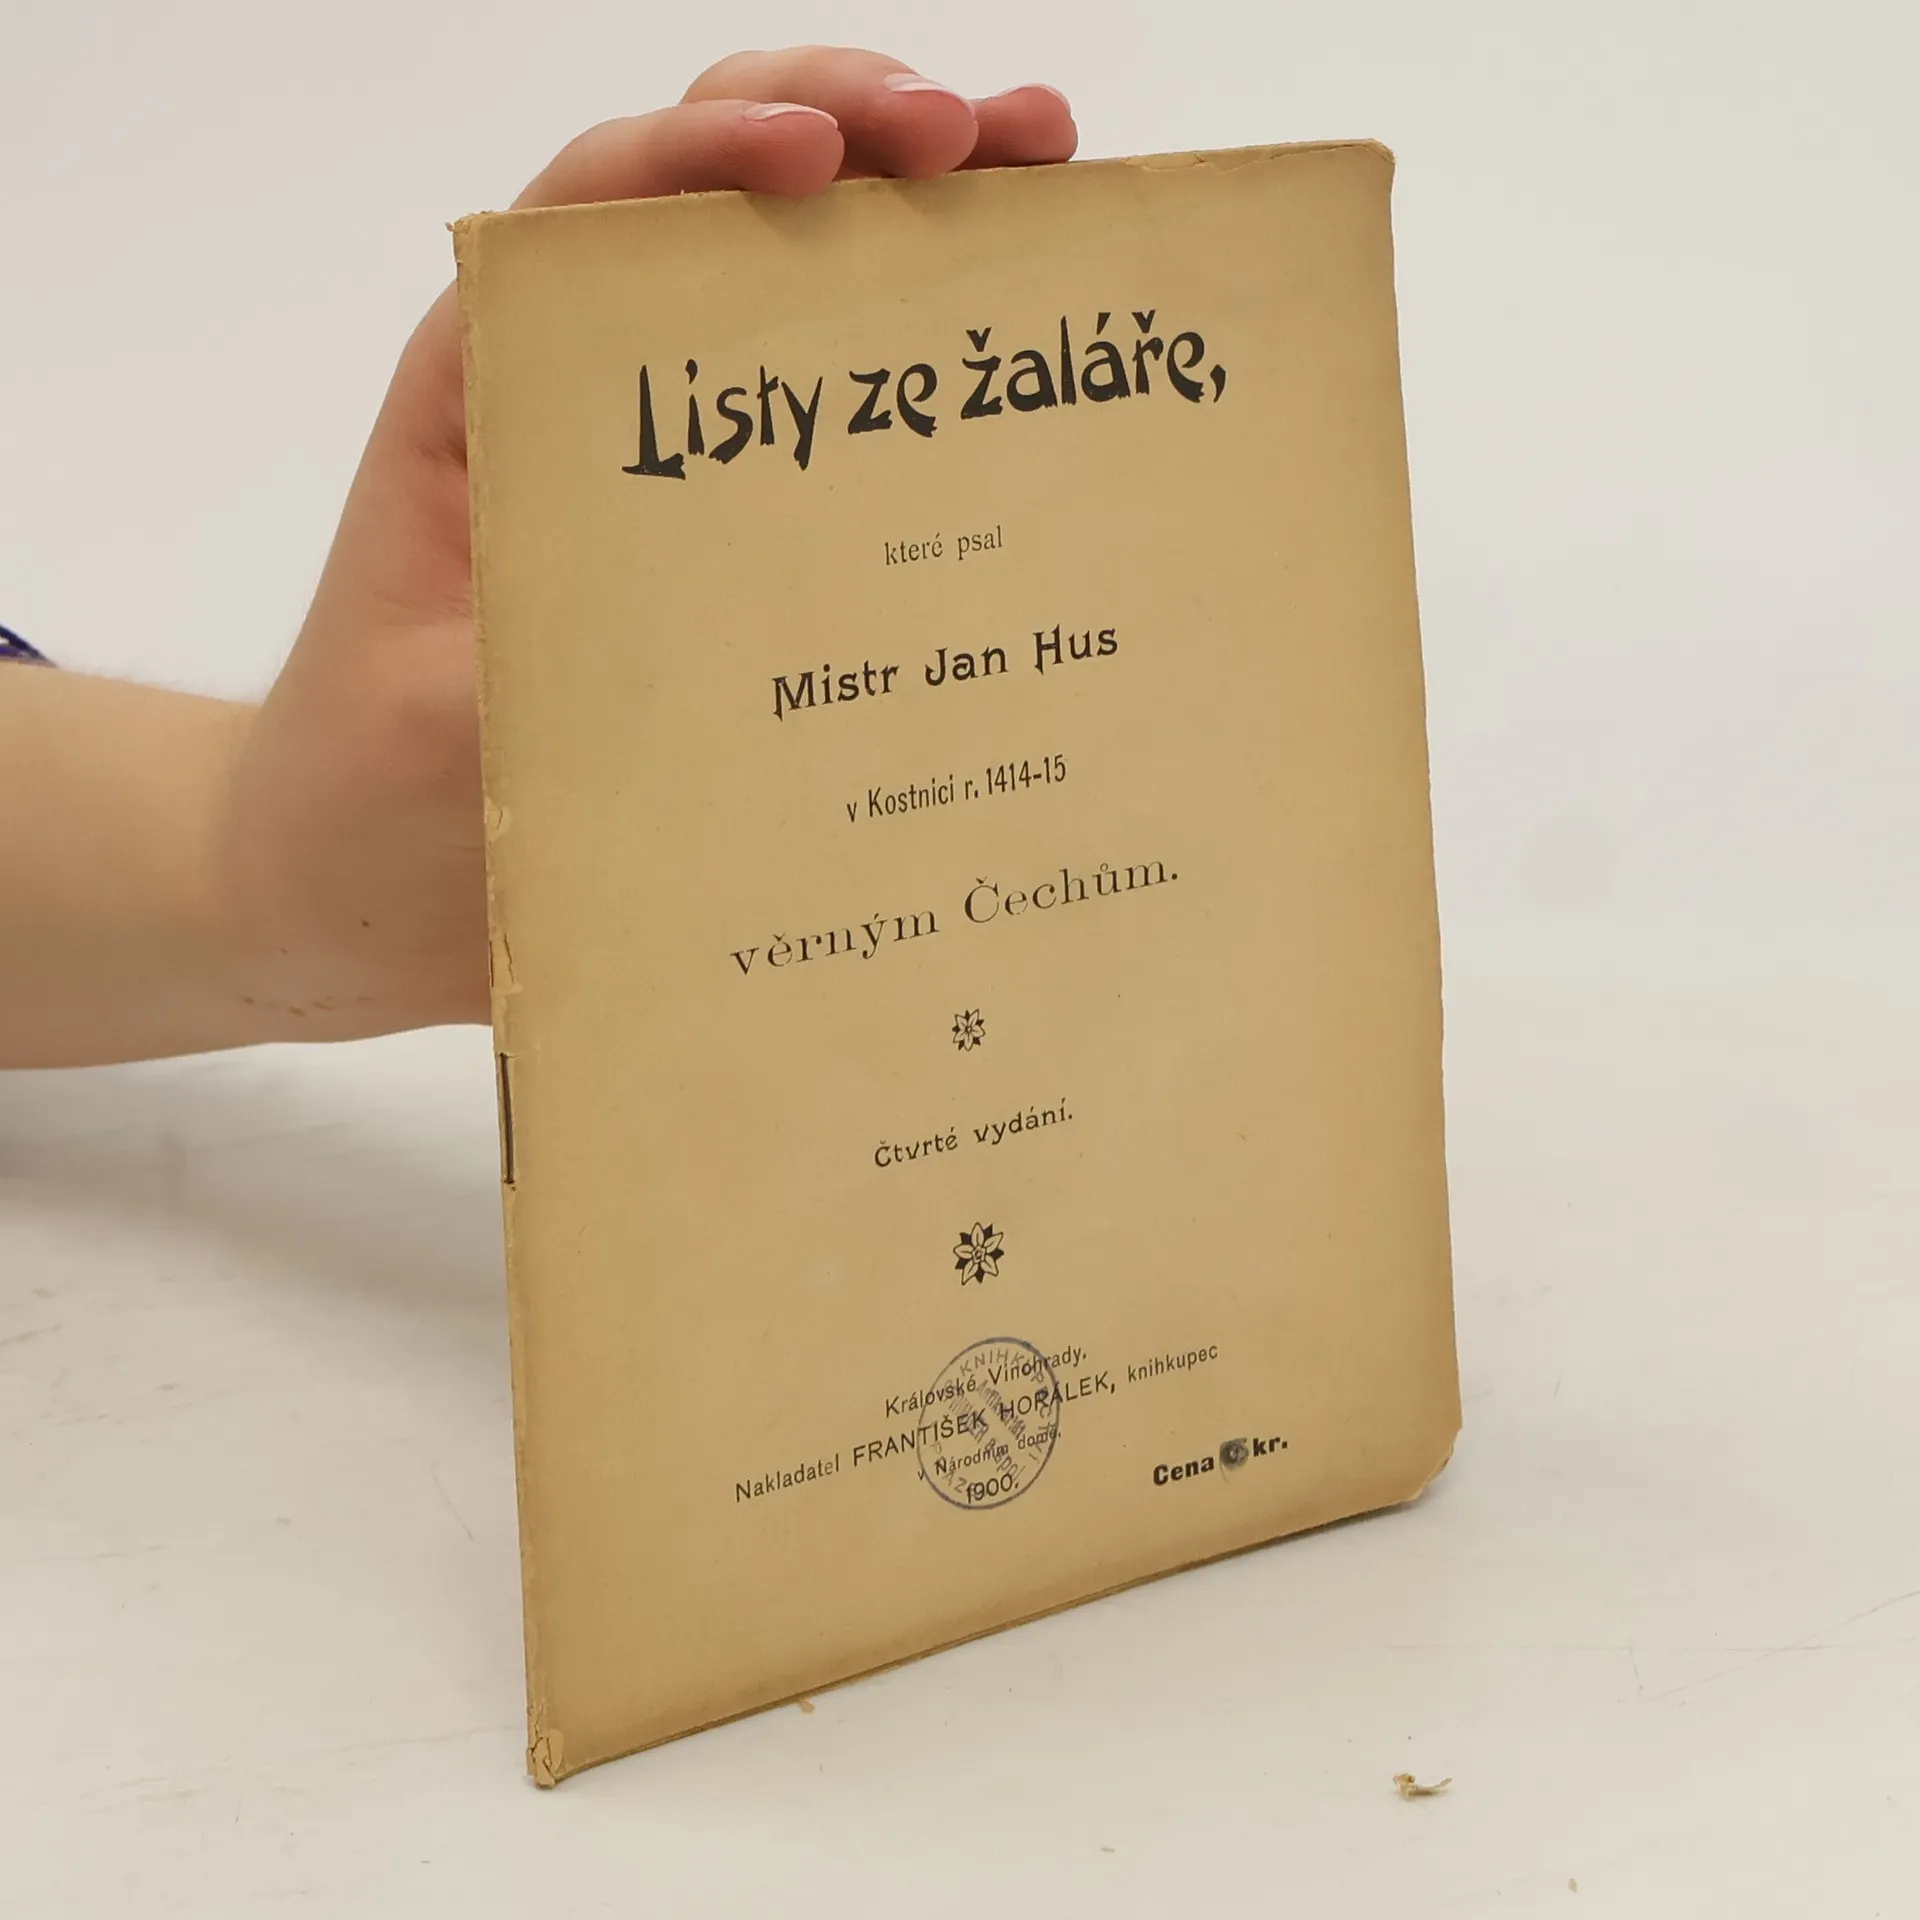 Listy ze žaláře,
které psal
Mistr Jan Hus
v Kostnici r. 1414-15
věrným Čechům.
Čtvrté vydání.
Královské Vinohrady.
Nakladatel FRANTIŠEK HORÁLEK, knihkupec
v Národním domě.
1900.
Cena kr.